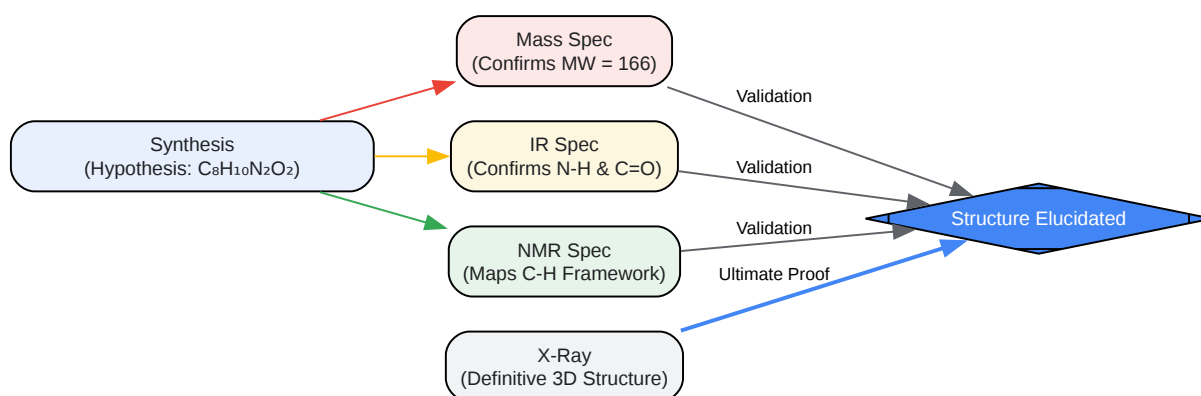 Mass Spec
(Confirms MW = 166)
Validation
Synthesis
(Hypothesis: C₈H₁₀N₂O₂)
IR Spec
(Confirms N-H & C=O)
Validation
Structure Elucidated
NMR Spec
(Maps C-H Framework)
Validation
Ultimate Proof
X-Ray
(Definitive 3D Structure)